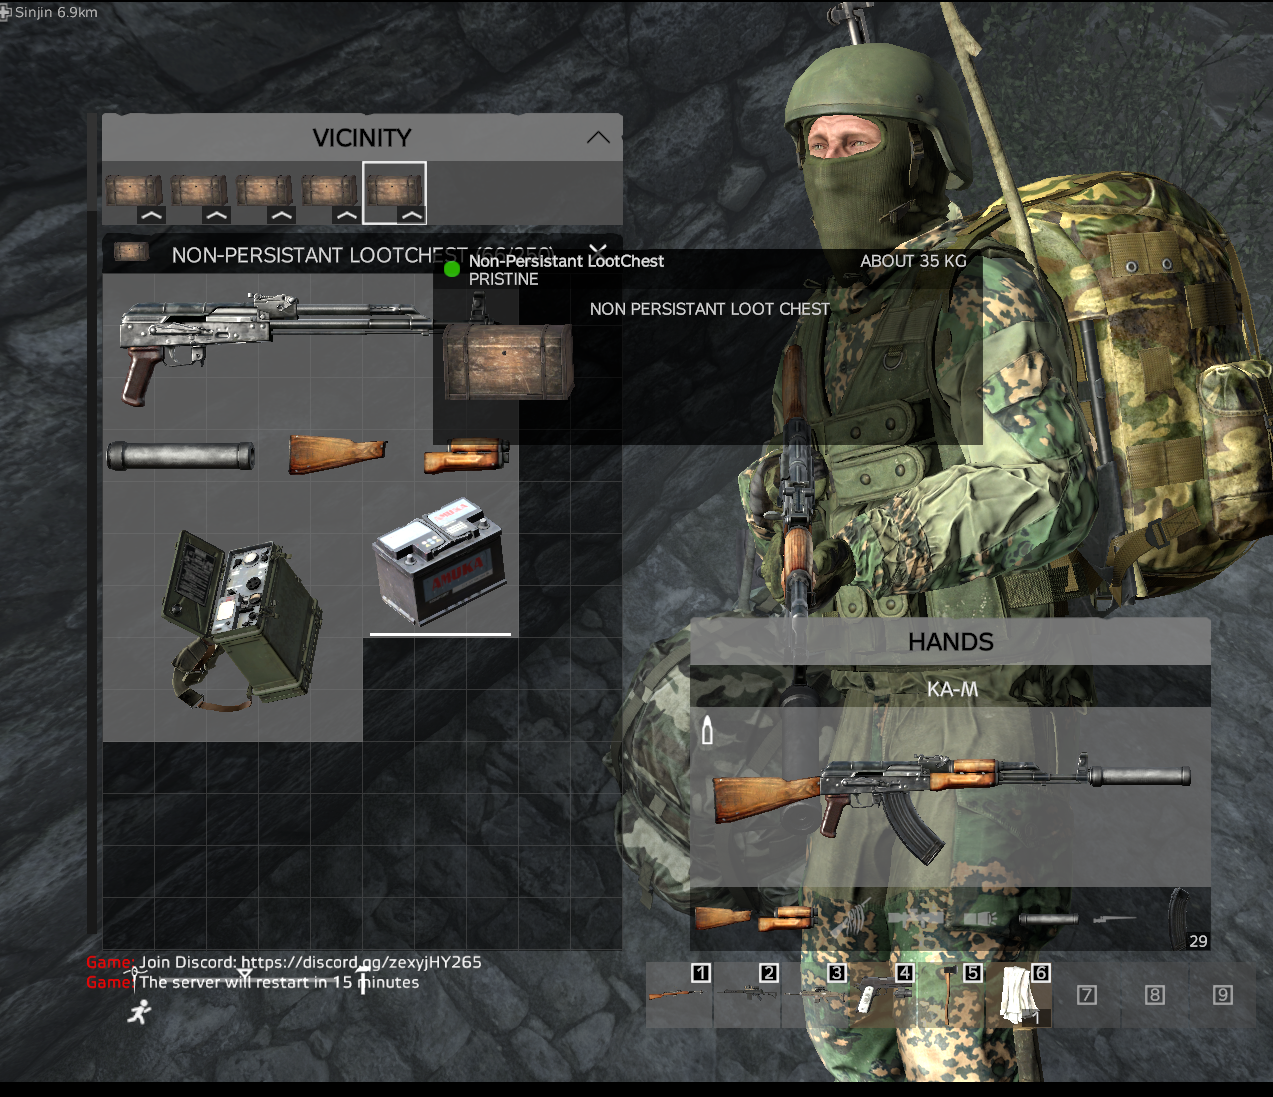 Sinjin 6.9km
VICINITY
NON-PERSISTANT LOOTCHEST
Non-Persistant LootChest
ABOUT 35 KG
PRISTINE
NON PERSISTANT LOOT CHEST
HANDS
KA-M
29
Game: Join Discord: https://discord.gg/zexyjHY265
Game: The server will restart in 15 minutes
1 2 3 4 5 6 7 8 9
1